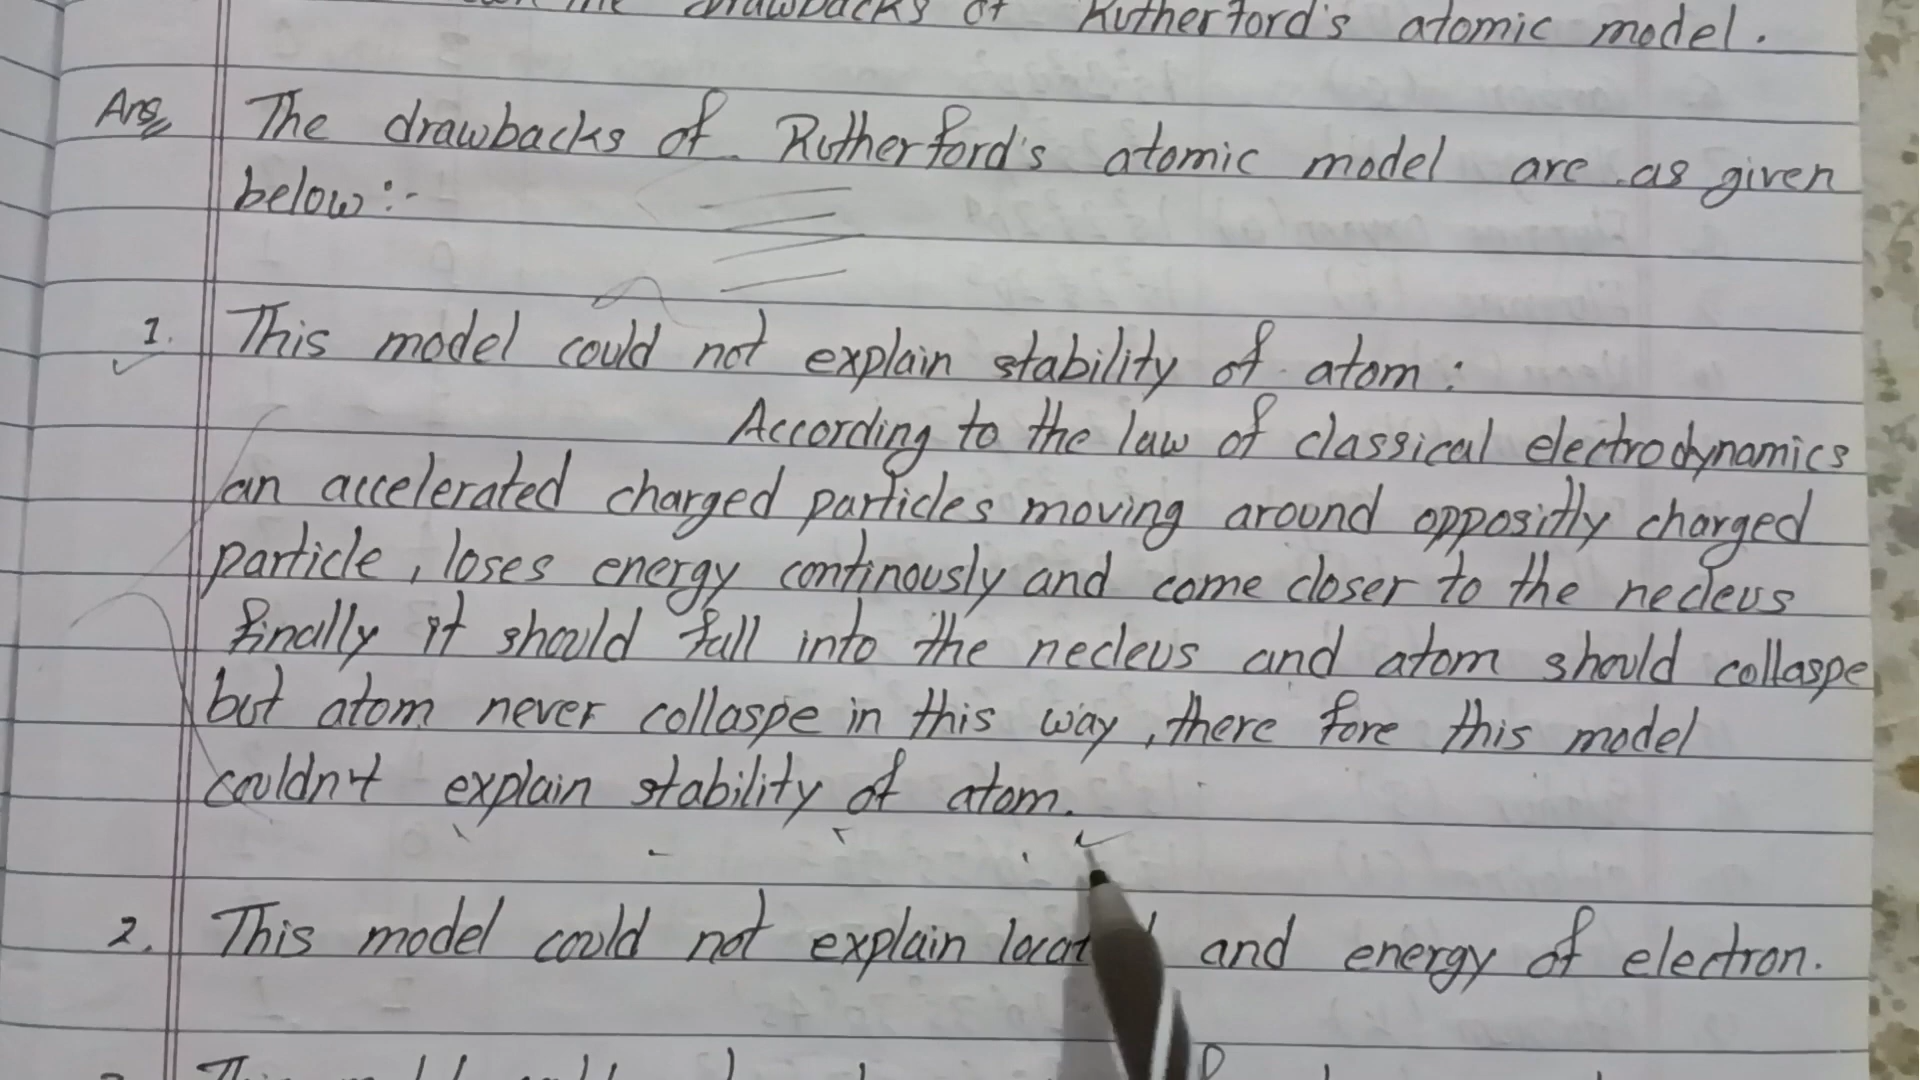 drawbacks of Rutherford's atomic model.
Ans The drawbacks of Rutherford's atomic model are as given
below:-
1. This model could not explain stability of atom:
According to the law of classical electrodynamics
an accelerated charged particles moving around oppositly charged
particle, loses energy continously and come closer to the necleus
finally it should fall into the necleus and atom should collaspe
but atom never collaspe in this way, there fore this model
couldn't explain stability of atom.
2. This model could not explain and energy of electron.